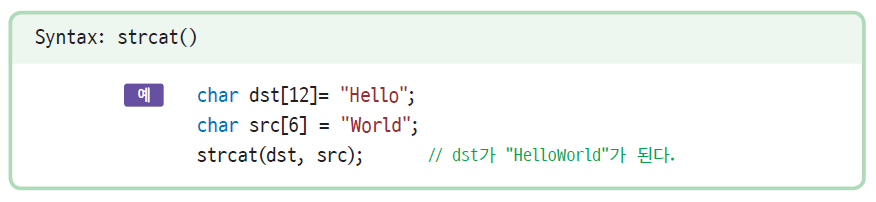 Syntax: strcat()
예 char dst[12]= "Hello";
char src[6] = "World";
strcat(dst, src); // dst가 "HelloWorld"가 된다.